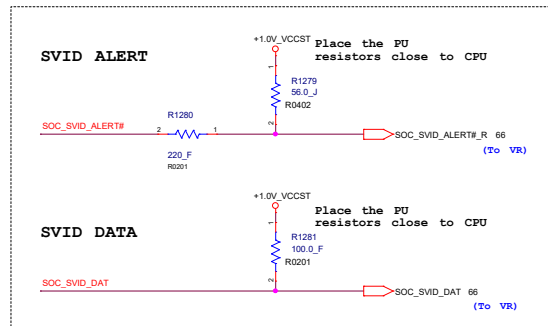 +1.0V_VCCST
SVID ALERT
Place the PU
resistors close to CPU
1
R1279
56.0_J
R0402
2
R1280
SOC_SVID_ALERT#
2
1
220_F
R0201
SOC_SVID_ALERT#_R 66
(To VR)
+1.0V_VCCST
SVID DATA
Place the PU
resistors close to CPU
1
R1281
100.0_F
R0201
2
SOC_SVID_DAT
SOC_SVID_DAT 66
(To VR)